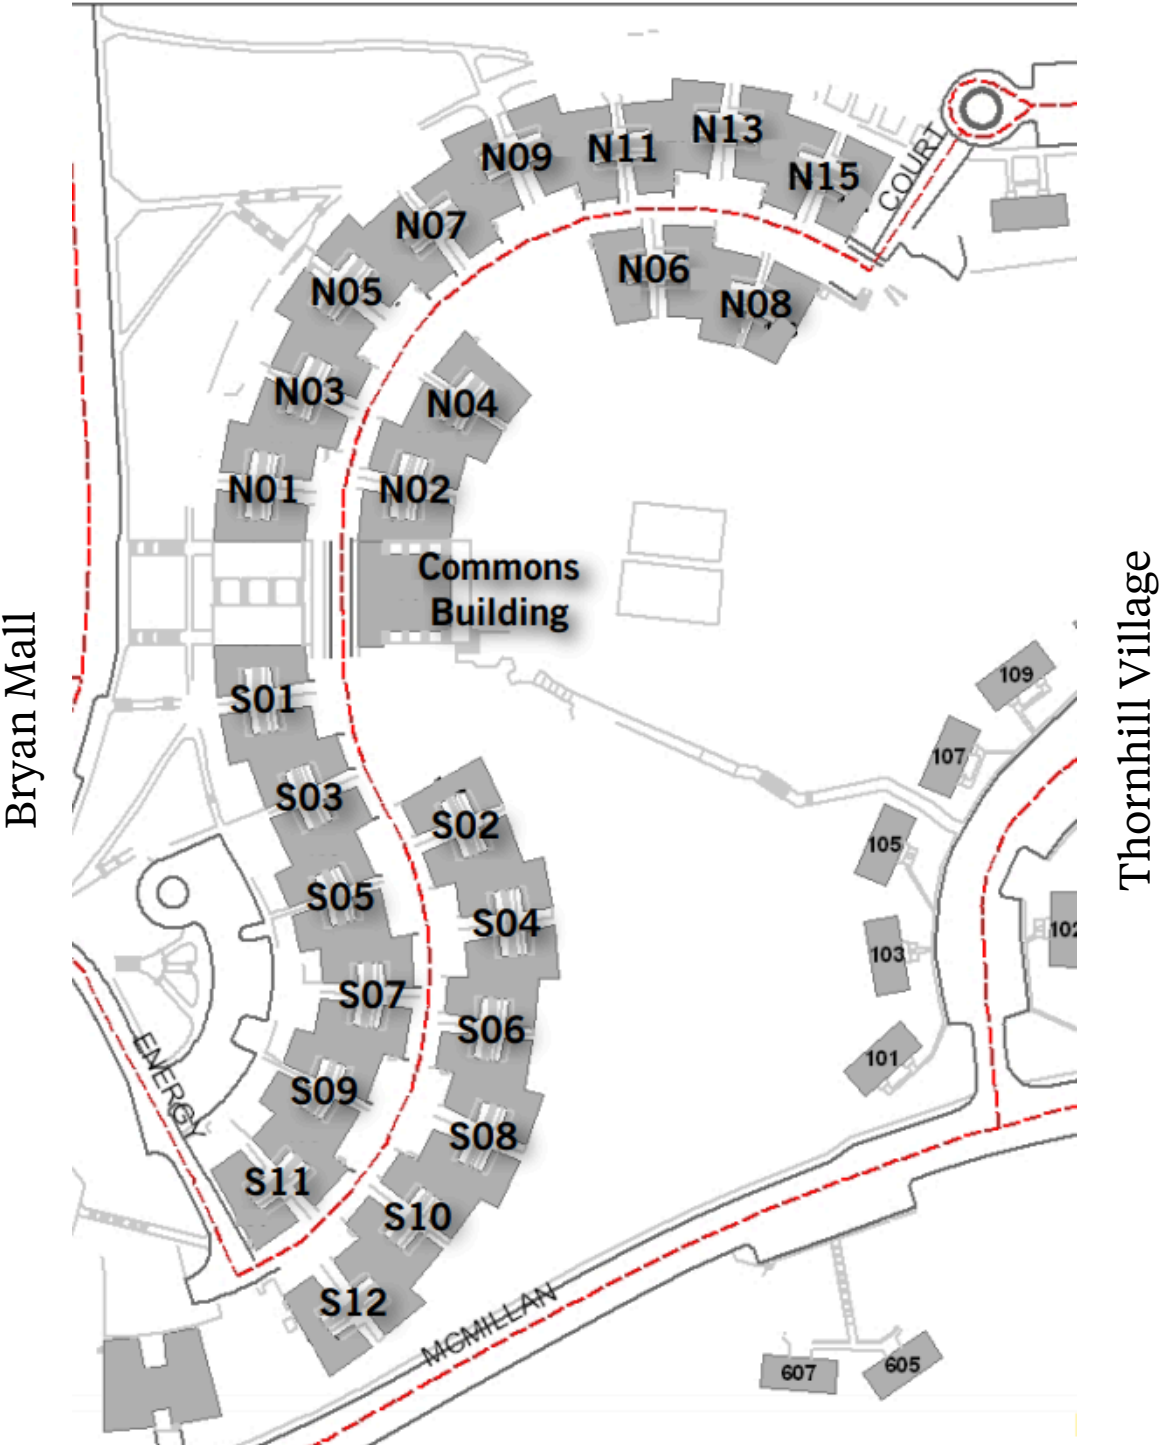 N13
COURT
N11
N09
N15
N07
N06
N05
N08
N03
N04
N01
N02
Commons
Building
Bryan Mall
Thornhill Village
109
S01
107
S03
S02
105
S05
S04
102
103
S07
S06
ENERGY
101
S09
S08
S11
S10
S12
MCMILLAN
607
605